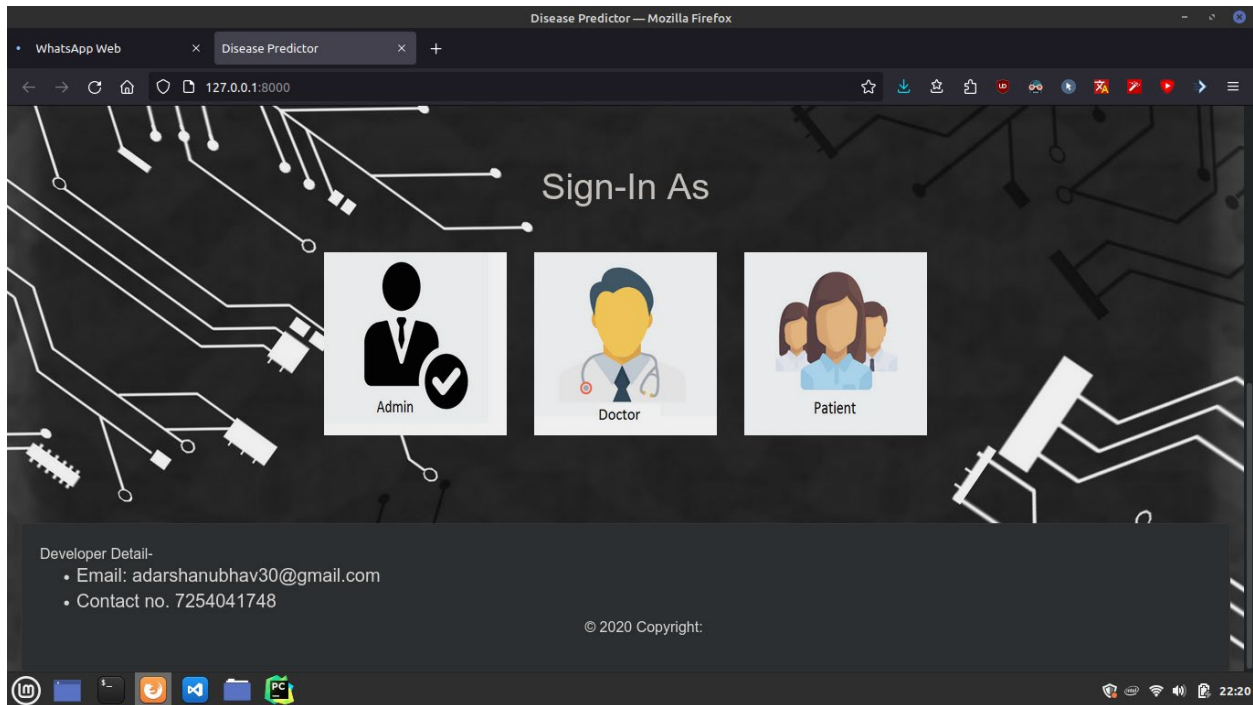 Disease Predictor — Mozilla Firefox
WhatsApp Web
Disease Predictor
127.0.0.1:8000
Sign-In As
Admin
Doctor
Patient
Developer Detail-
• Email: adarshanubhav30@gmail.com
• Contact no. 7254041748
© 2020 Copyright:
22:20